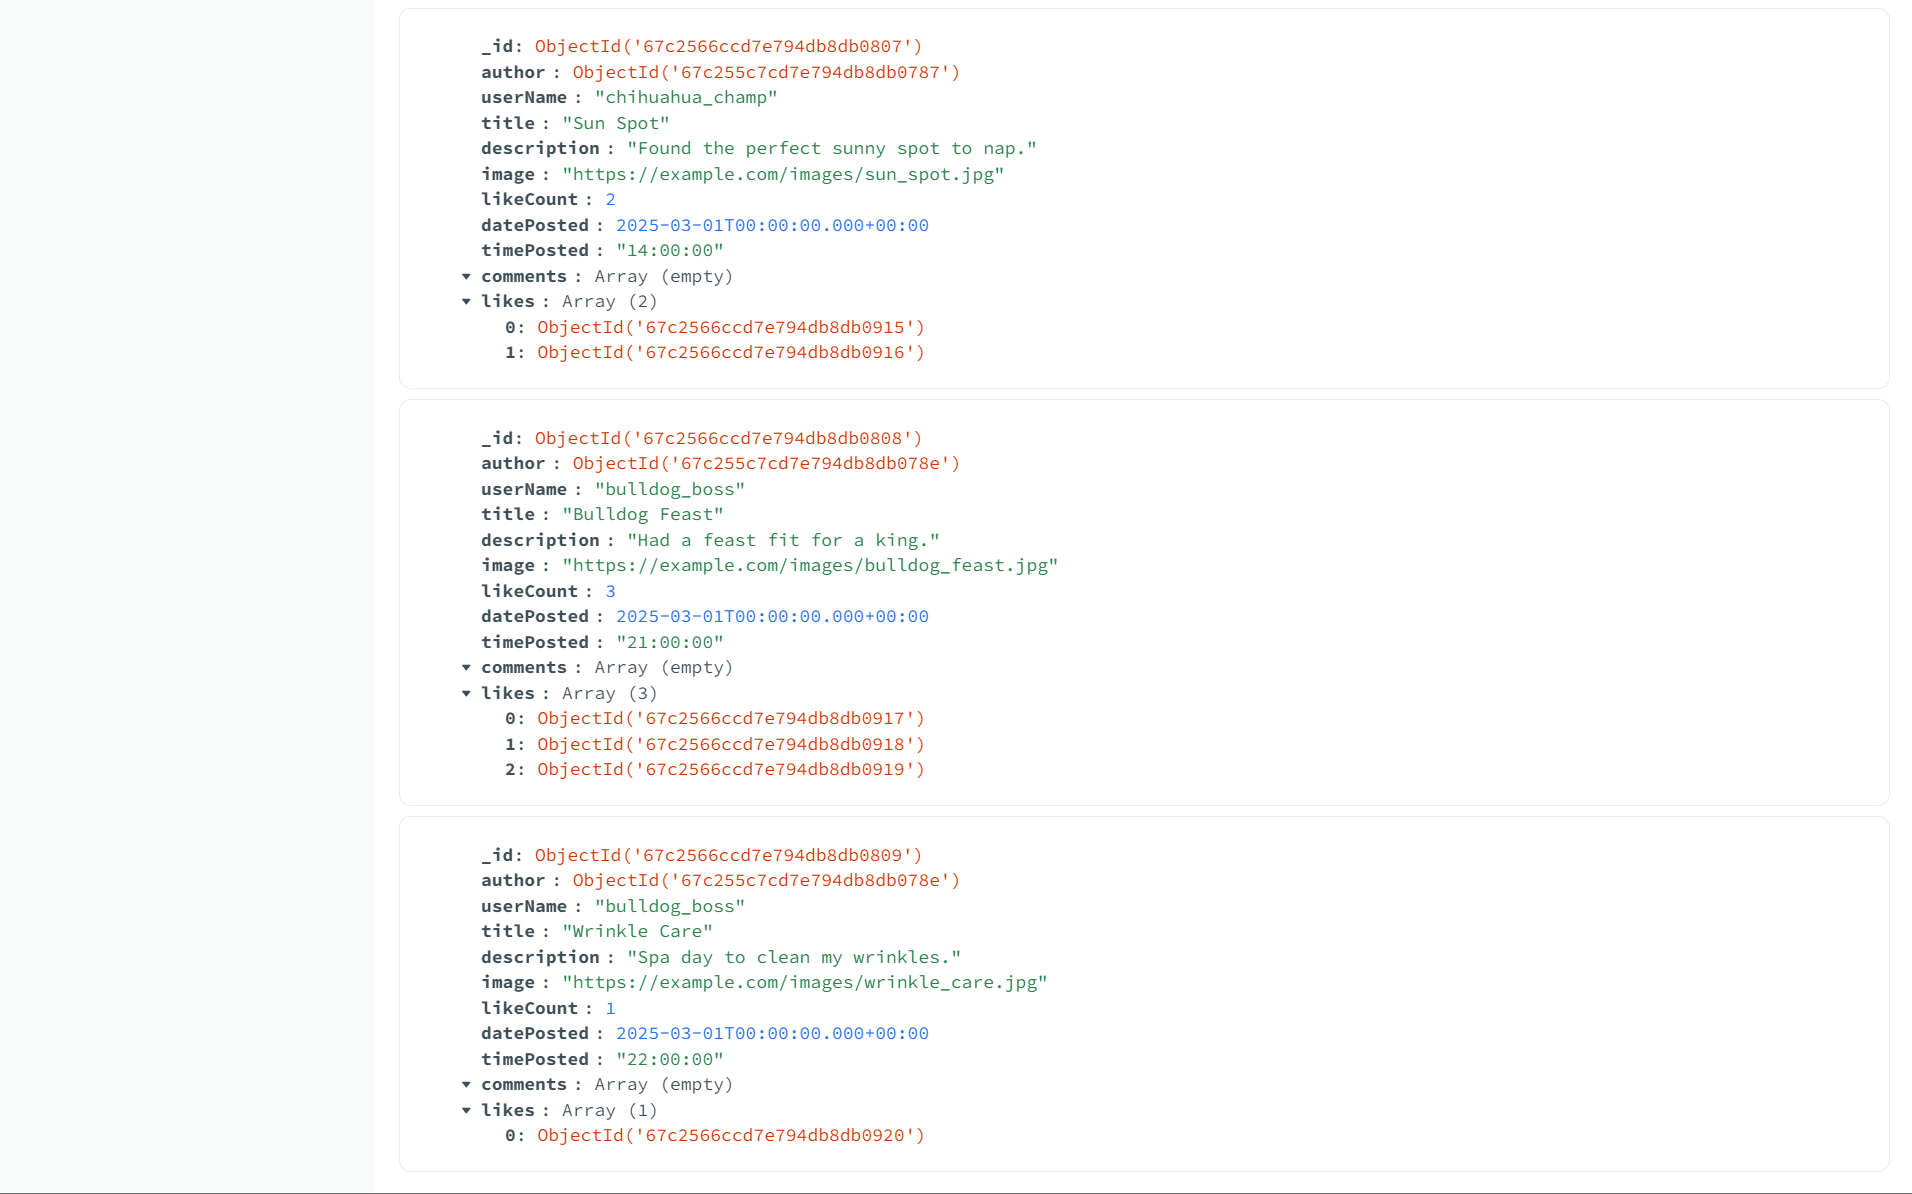 _id: ObjectId('67c2566ccd7e794db8db0807')
author : ObjectId('67c255c7cd7e794db8db0787')
userName : "chihuahua_champ"
title : "Sun Spot"
description : "Found the perfect sunny spot to nap."
image : "https://example.com/images/sun_spot.jpg"
likeCount : 2
datePosted : 2025-03-01T00:00:00.000+00:00
timePosted : "14:00:00"
comments : Array (empty)
likes : Array (2)
0: ObjectId('67c2566ccd7e794db8db0915')
1: ObjectId('67c2566ccd7e794db8db0916')
_id: ObjectId('67c2566ccd7e794db8db0808')
author : ObjectId('67c255c7cd7e794db8db078e')
userName : "bulldog_boss"
title : "Bulldog Feast"
description : "Had a feast fit for a king."
image : "https://example.com/images/bulldog_feast.jpg"
likeCount : 3
datePosted : 2025-03-01T00:00:00.000+00:00
timePosted : "21:00:00"
comments : Array (empty)
likes : Array (3)
0: ObjectId('67c2566ccd7e794db8db0917')
1: ObjectId('67c2566ccd7e794db8db0918')
2: ObjectId('67c2566ccd7e794db8db0919')
_id: ObjectId('67c2566ccd7e794db8db0809')
author : ObjectId('67c255c7cd7e794db8db078e')
userName : "bulldog_boss"
title : "Wrinkle Care"
description : "Spa day to clean my wrinkles."
image : "https://example.com/images/wrinkle_care.jpg"
likeCount : 1
datePosted : 2025-03-01T00:00:00.000+00:00
timePosted : "22:00:00"
comments : Array (empty)
likes : Array (1)
0: ObjectId('67c2566ccd7e794db8db0920')